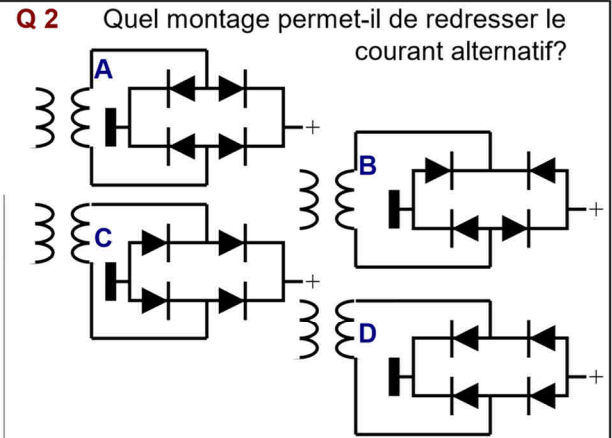 Q 2 Quel montage permet-il de redresser le
courant alternatif?
A
+
B
+
C
+
D
+